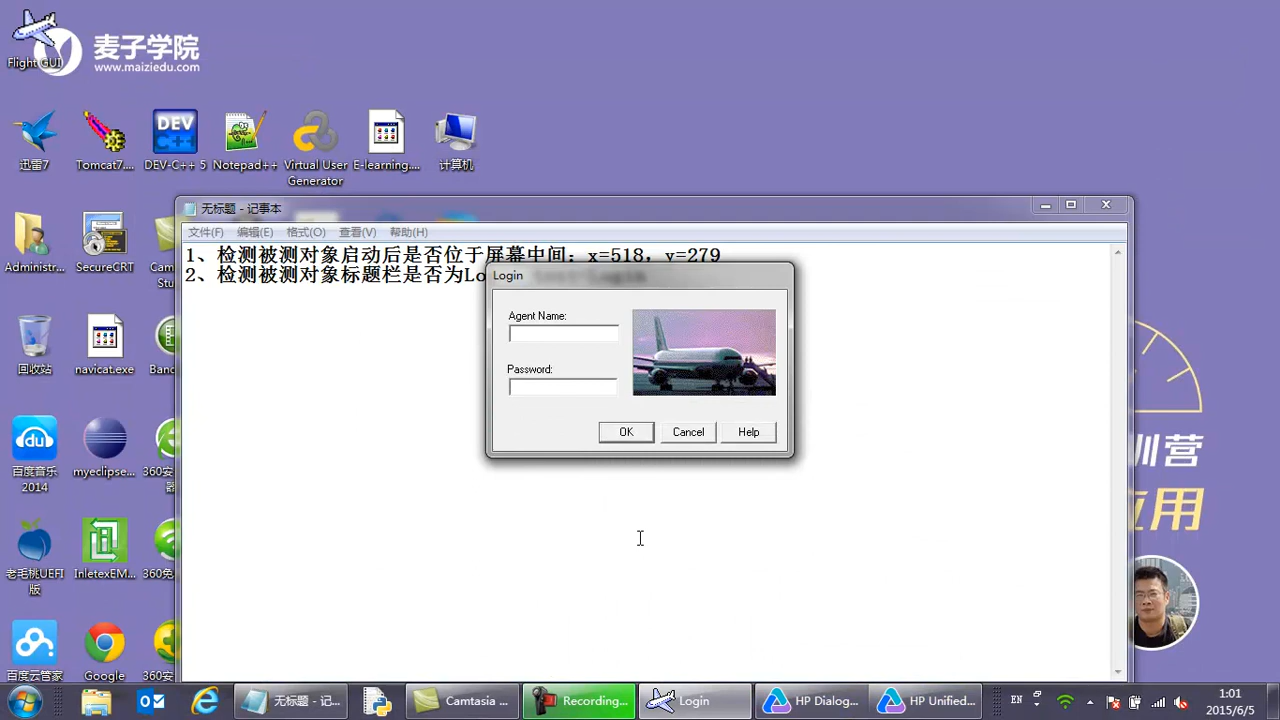 麦子学院
www.maiziedu.com
Flight GUI
迅雷7
Tomcat7....
DEV-C++ 5
Notepad++
Virtual User
Generator
E-learning....
计算机
Administr...
SecureCRT
回收站
navicat.exe
百度音乐
2014
myeclipse...
老毛桃UEFI
版
InletexEM...
百度云管家
Google
无标题 - 记事本
文件(F) 编辑(E) 格式(O) 查看(V) 帮助(H)
1、检测被测对象启动后是否位于屏幕中间：x=518，y=279
2、检测被测对象标题栏是否为Lo
Login
Agent Name:
Password:
OK Cancel Help
训营
应用
无标题 - 记...
Camtasia ...
Recording...
Login
HP Dialog...
HP Unified...
EN
1:01
2015/6/5